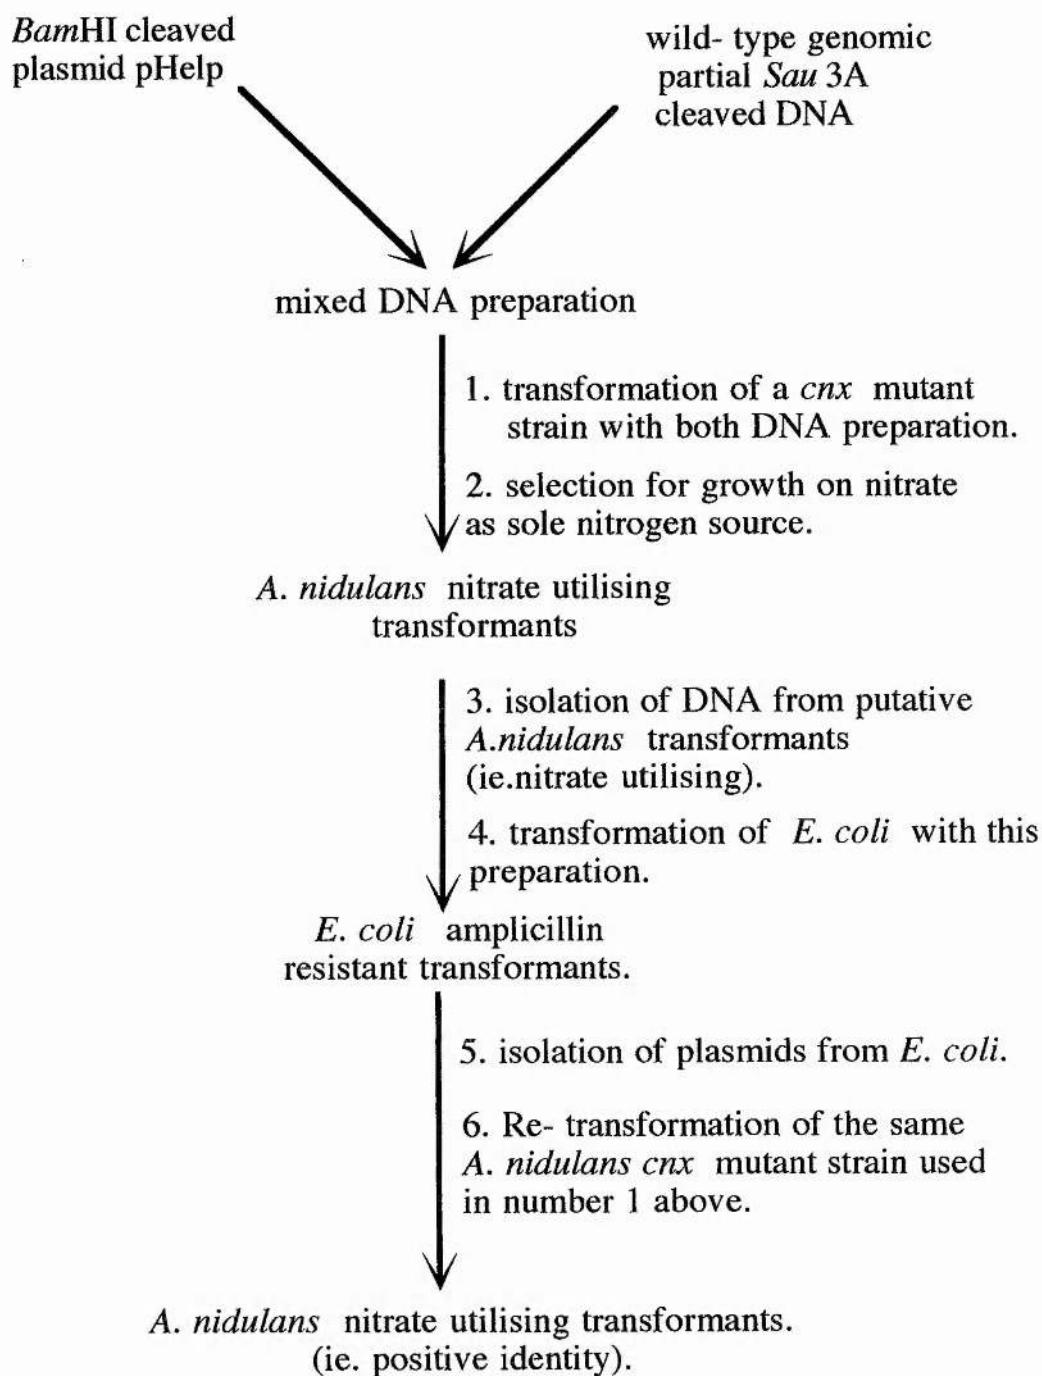 BamHI cleaved
plasmid pHelp
wild- type genomic
partial Sau 3A
cleaved DNA
mixed DNA preparation
1. transformation of a cnx mutant
strain with both DNA preparation.
2. selection for growth on nitrate
as sole nitrogen source.
A. nidulans nitrate utilising
transformants
3. isolation of DNA from putative
A.nidulans transformants
(ie.nitrate utilising).
4. transformation of E. coli with this
preparation.
E. coli amplicillin
resistant transformants.
5. isolation of plasmids from E. coli.
6. Re- transformation of the same
A. nidulans cnx mutant strain used
in number 1 above.
A. nidulans nitrate utilising transformants.
(ie. positive identity).